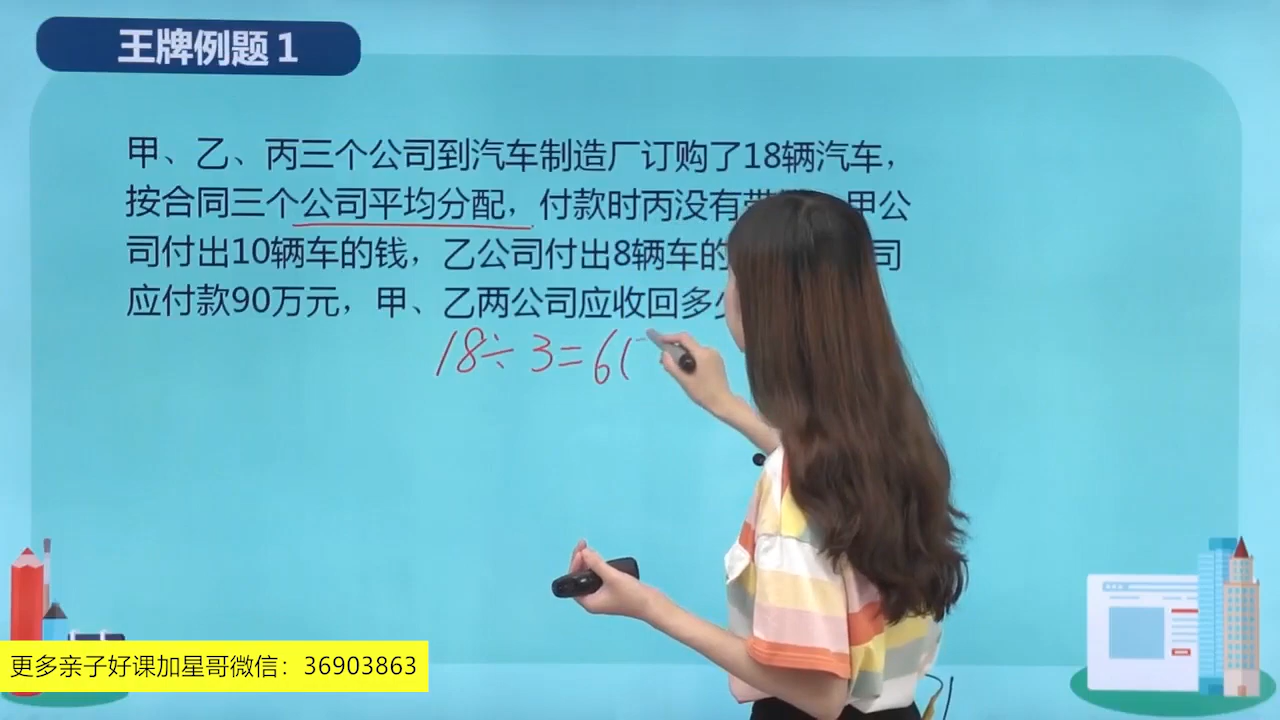 王牌例题1
甲、乙、丙三个公司到汽车制造厂订购了18辆汽车，
按合同三个公司平均分配，付款时丙没有 甲公
司付出10辆车的钱，乙公司付出8辆车的 司
应付款90万元，甲、乙两公司应收回多
18÷3=6(
更多亲子好课加星哥微信：36903863